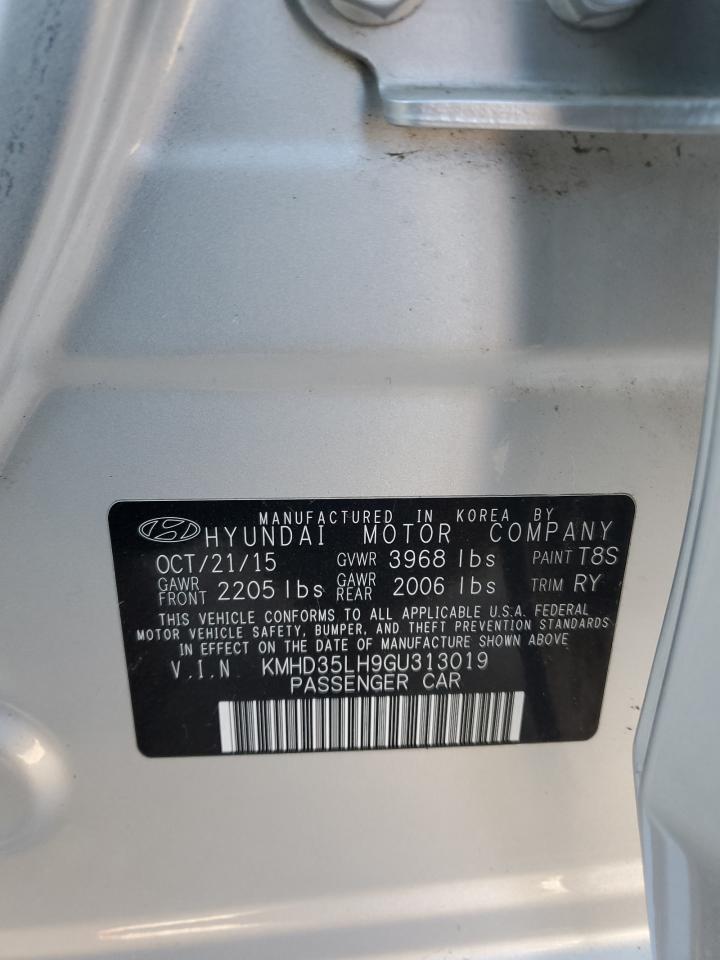 MANUFACTURED IN KOREA BY
HYUNDAI MOTOR COMPANY
OCT/21/15 GVWR 3968 lbs PAINT T8S
GAWR FRONT 2205 lbs GAWR REAR 2006 lbs TRIM RY
THIS VEHICLE CONFORMS TO ALL APPLICABLE U.S.A. FEDERAL
MOTOR VEHICLE SAFETY, BUMPER, AND THEFT PREVENTION STANDARDS
IN EFFECT ON THE DATE OF MANUFACTURE SHOWN ABOVE
V.I.N KMHD35LH9GU313019
PASSENGER CAR